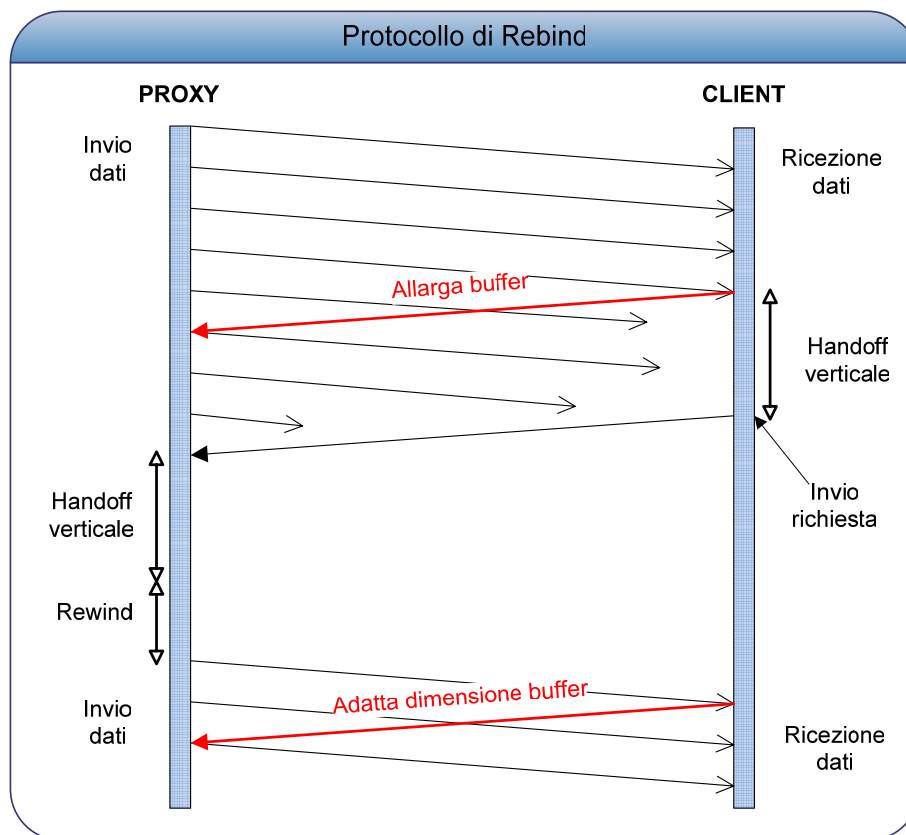 Protocollo di Rebind
PROXY
CLIENT
Invio
dati
Ricezione
dati
Allarga buffer
Handoff
verticale
Invio
richiesta
Handoff
verticale
Rewind
Adatta dimensione buffer
Invio
dati
Ricezione
dati